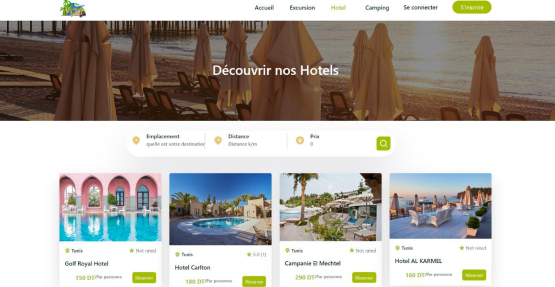 Accueil Excursion Hotel Camping Se connecter S'inscrire
Découvrir nos Hotels
Emplacement Distance Prix
quelle est votre destination Distance k/m 0
Tunis Not rated Tunis 5.0 (1) Tunis Not rated Tunis Not rated
Golf Royal Hotel Hotel Carlton Campanie El Mechtel Hotel AL KARMEL
150 DT/Par personne Réserver 180 DT/Par personne Réserver 290 DT/Par personne Réserver 160 DT/Par personne Réserver